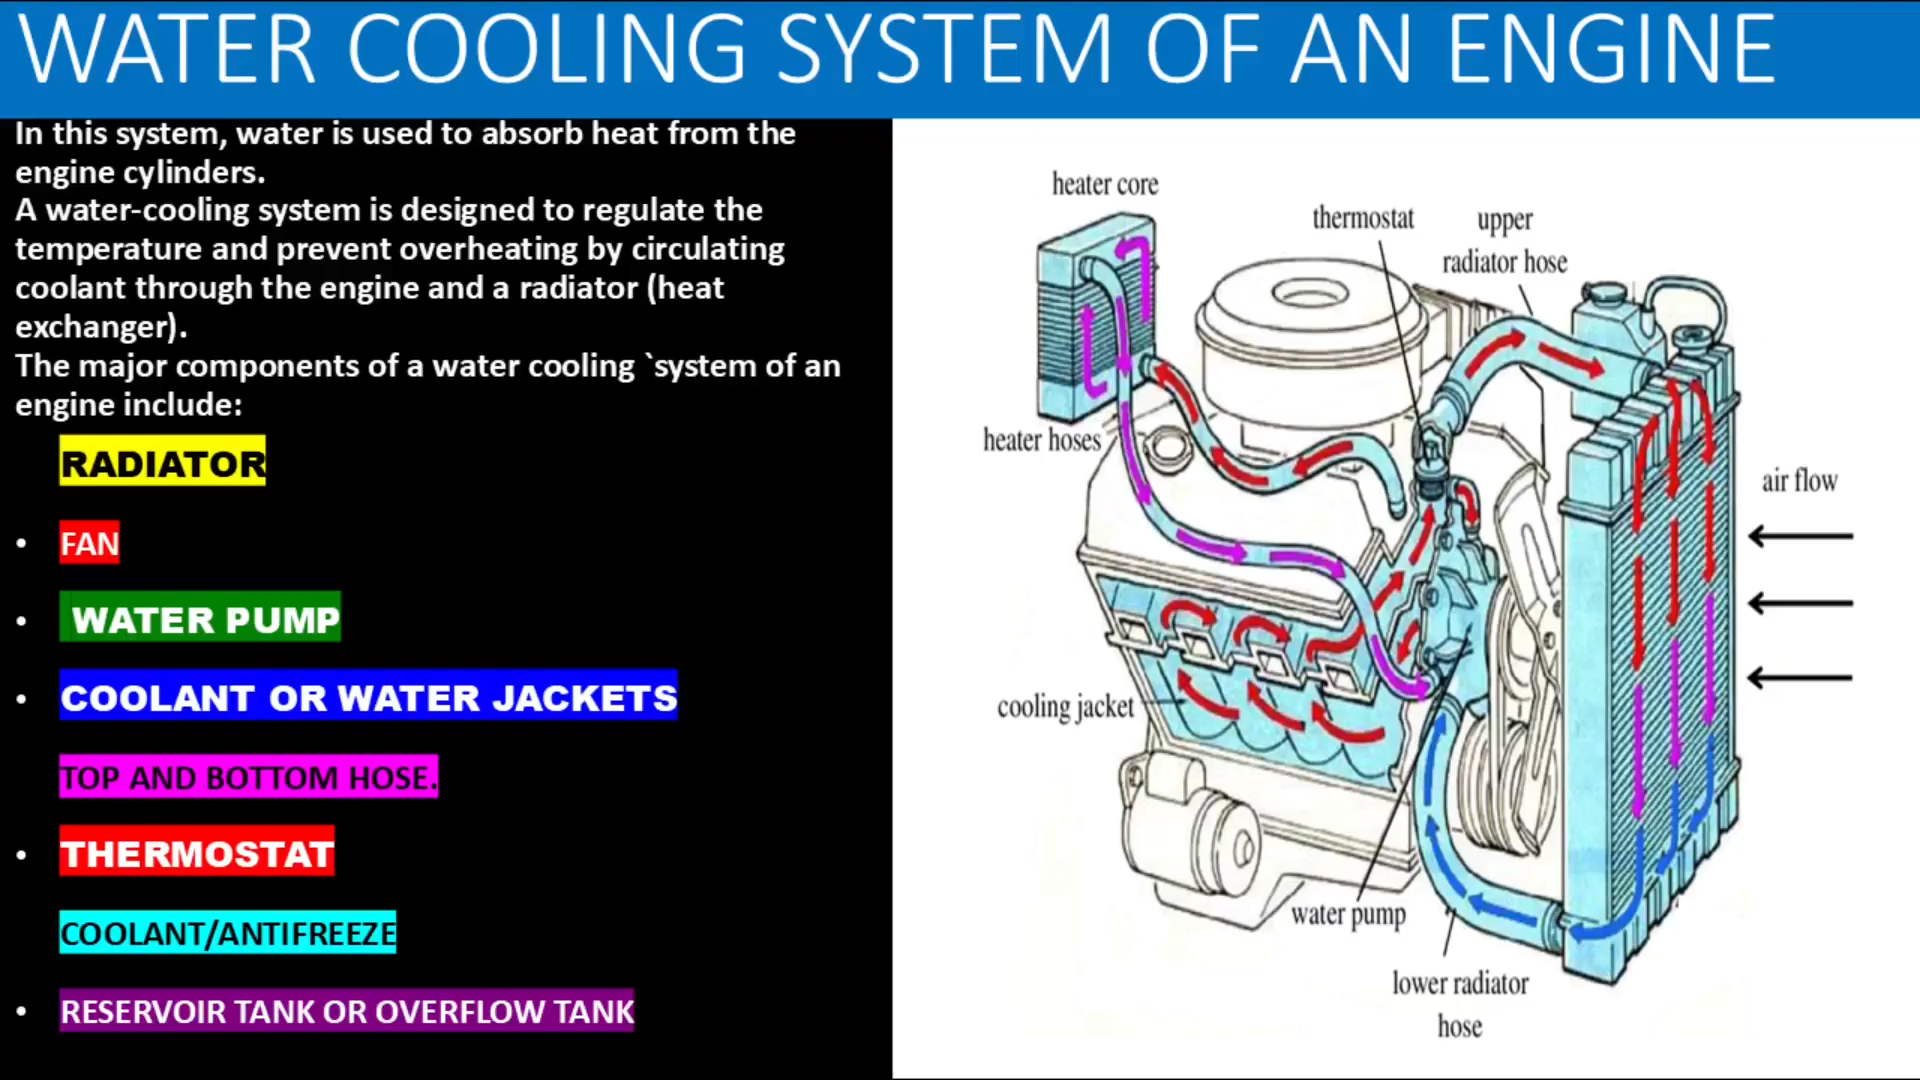 WATER COOLING SYSTEM OF AN ENGINE
In this system, water is used to absorb heat from the
engine cylinders.
A water-cooling system is designed to regulate the
temperature and prevent overheating by circulating
coolant through the engine and a radiator (heat
exchanger).
The major components of a water cooling `system of an
engine include:
RADIATOR
• FAN
• WATER PUMP
• COOLANT OR WATER JACKETS
TOP AND BOTTOM HOSE.
• THERMOSTAT
COOLANT/ANTIFREEZE
• RESERVOIR TANK OR OVERFLOW TANK
heater core
thermostat
upper
radiator hose
heater hoses
air flow
cooling jacket
water pump
lower radiator
hose